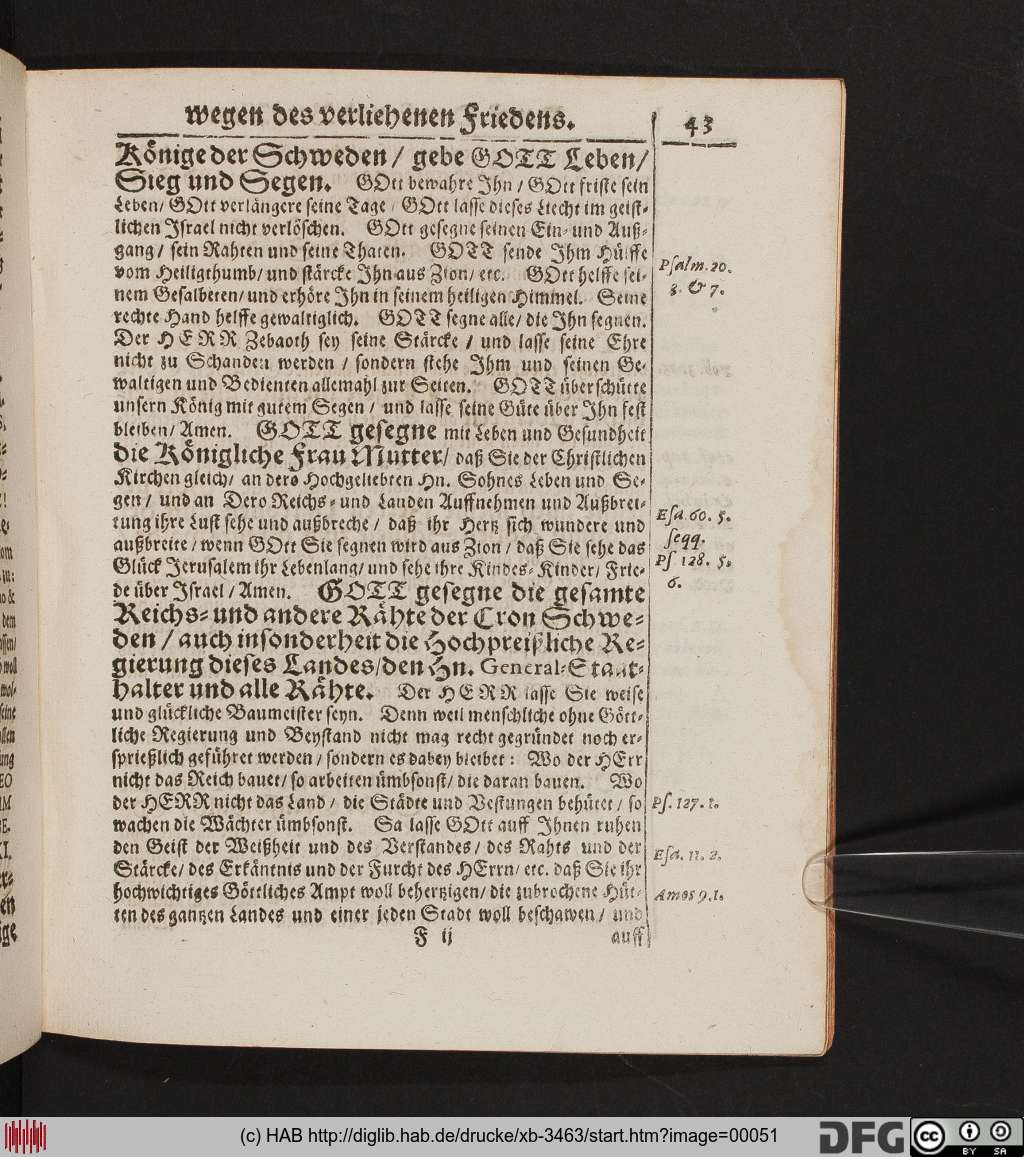 wegen des verliehenen Friedens.
43
Könige der Schweden / gebe GOTT Leben /
Sieg und Segen. GOtt bewahre Ihn / GOtt friste sein
Leben / GOtt verlängere seine Tage / GOtt lasse dieses Liecht im geist-
lichen Israel nicht verlöschen. GOtt gesegne seinen Ein- und Auß-
gang / sein Rahten und seine Thaten. GOTT sende Ihm Hülffe
vom Heiligthumb / und stärcke Ihn aus Zion / etc. GOtt helffe sei-
nem Gesalbeten / und erhöre Ihn in seinem heiligen Himmel. Seine
rechte Hand helffe gewaltiglich. GOTT segne alle / die Ihn segnen.
Der HERR Zebaoth sey seine Stärcke / und lasse seine Ehre
nicht zu Schanden werden / sondern stehe Ihm und seinen Ge-
waltigen und Bedienten allemahl zur Seiten. GOTT überschütte
unsern König mit gutem Segen / und lasse seine Güte über Ihn fest
bleiben / Amen. GOTT gesegne mit Leben und Gesundheit
die Königliche Frau Mutter / daß Sie der Christlichen
Kirchen gleich / an dero Hochgeliebten Hn. Sohnes Leben und Se-
gen / und an Dero Reichs- und Landen Auffnehmen und Außbrei-
tung ihre Lust sehe und außbreche / daß ihr Hertz sich wundere und
außbreite / wenn GOtt Sie segnen wird aus Zion / daß Sie sehe das
Glück Jerusalem ihr Lebenlang / und sehe ihre Kindes-Kinder / Frie-
de über Israel / Amen. GOTT gesegne die gesamte
Reichs- und andere Rähte der Cron Schwe-
den / auch insonderheit die Hochpreißliche Re-
gierung dieses Landes / den Hn. General-Staat-
halter und alle Rähte. Der HERR lasse Sie weise
und glückliche Baumeister seyn. Denn weil menschliche ohne Gött-
liche Regierung und Beystand nicht mag recht gegründet noch er-
sprießlich geführet werden / sondern es dabey bleibet: Wo der HErr
nicht das Reich bauet / so arbeiten ümbsonst / die daran bauen. Wo
der HERR nicht das Land / die Städte und Vestungen behütet / so
wachen die Wächter ümbsonst. Sa lasse GOtt auff Ihnen ruhen
den Geist der Weißheit und des Verstandes / des Rahts und der
Stärcke / des Erkäntnis und der Furcht des HErrn / etc. daß Sie ihr
hochwichtiges Göttliches Ampt woll behertzigen / die zubrochene Hüt-
ten des gantzen Landes und einer jeden Stadt woll beschawen / und
F ij
auff
Psalm. 20.
3. & 7.
Esa. 60. 5.
seqq.
Ps 128. 5.
6.
Ps. 127. 1.
Esa. 11. 2.
Amos 9. 1.
(c) HAB http://diglib.hab.de/drucke/xb-3463/start.htm?image=00051
DFG
cc
BY SA